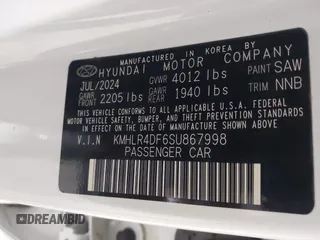 MANUFACTURED IN KOREA BY
HYUNDAI MOTOR COMPANY
JUL/2024 GVWR 4012 lbs PAINT SAW
GAWR FRONT 2205 lbs GAWR REAR 1940 lbs TRIM NNB
THIS VEHICLE CONFORMS TO ALL APPLICABLE U.S.A. FEDERAL
MOTOR VEHICLE SAFETY, BUMPER, AND THEFT PREVENTION
STANDARDS IN EFFECT ON THE DATE OF MANUFACTURE
SHOWN ABOVE.
V.I.N KMHLR4DF6SU867998
PASSENGER CAR
DREAMBID